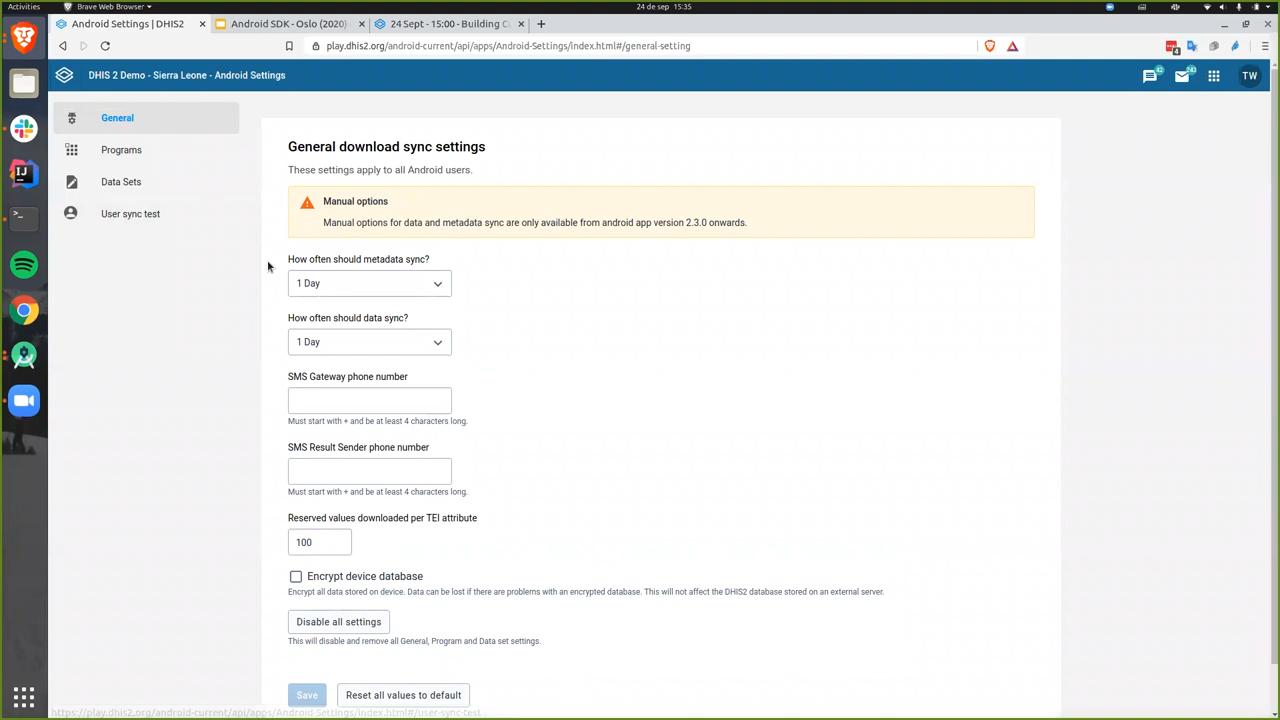 Activities
Brave Web Browser
24 de sep 15:35
Android Settings | DHIS2
Android SDK - Oslo (2020)
24 Sept - 15:00 - Building C
play.dhis2.org/android-current/api/apps/Android-Settings/index.html#/general-setting
4
DHIS 2 Demo - Sierra Leone - Android Settings
42
243
TW
General
Programs
Data Sets
User sync test
General download sync settings
These settings apply to all Android users.
Manual options
Manual options for data and metadata sync are only available from android app version 2.3.0 onwards.
How often should metadata sync?
1 Day
How often should data sync?
1 Day
SMS Gateway phone number
Must start with + and be at least 4 characters long.
SMS Result Sender phone number
Must start with + and be at least 4 characters long.
Reserved values downloaded per TEI attribute
100
Encrypt device database
Encrypt all data stored on device. Data can be lost if there are problems with an encrypted database. This will not affect the DHIS2 database stored on an external server.
Disable all settings
This will disable and remove all General, Program and Data set settings.
Save
Reset all values to default
https://play.dhis2.org/android-current/api/apps/Android-Settings/index.html#/user-sync-test